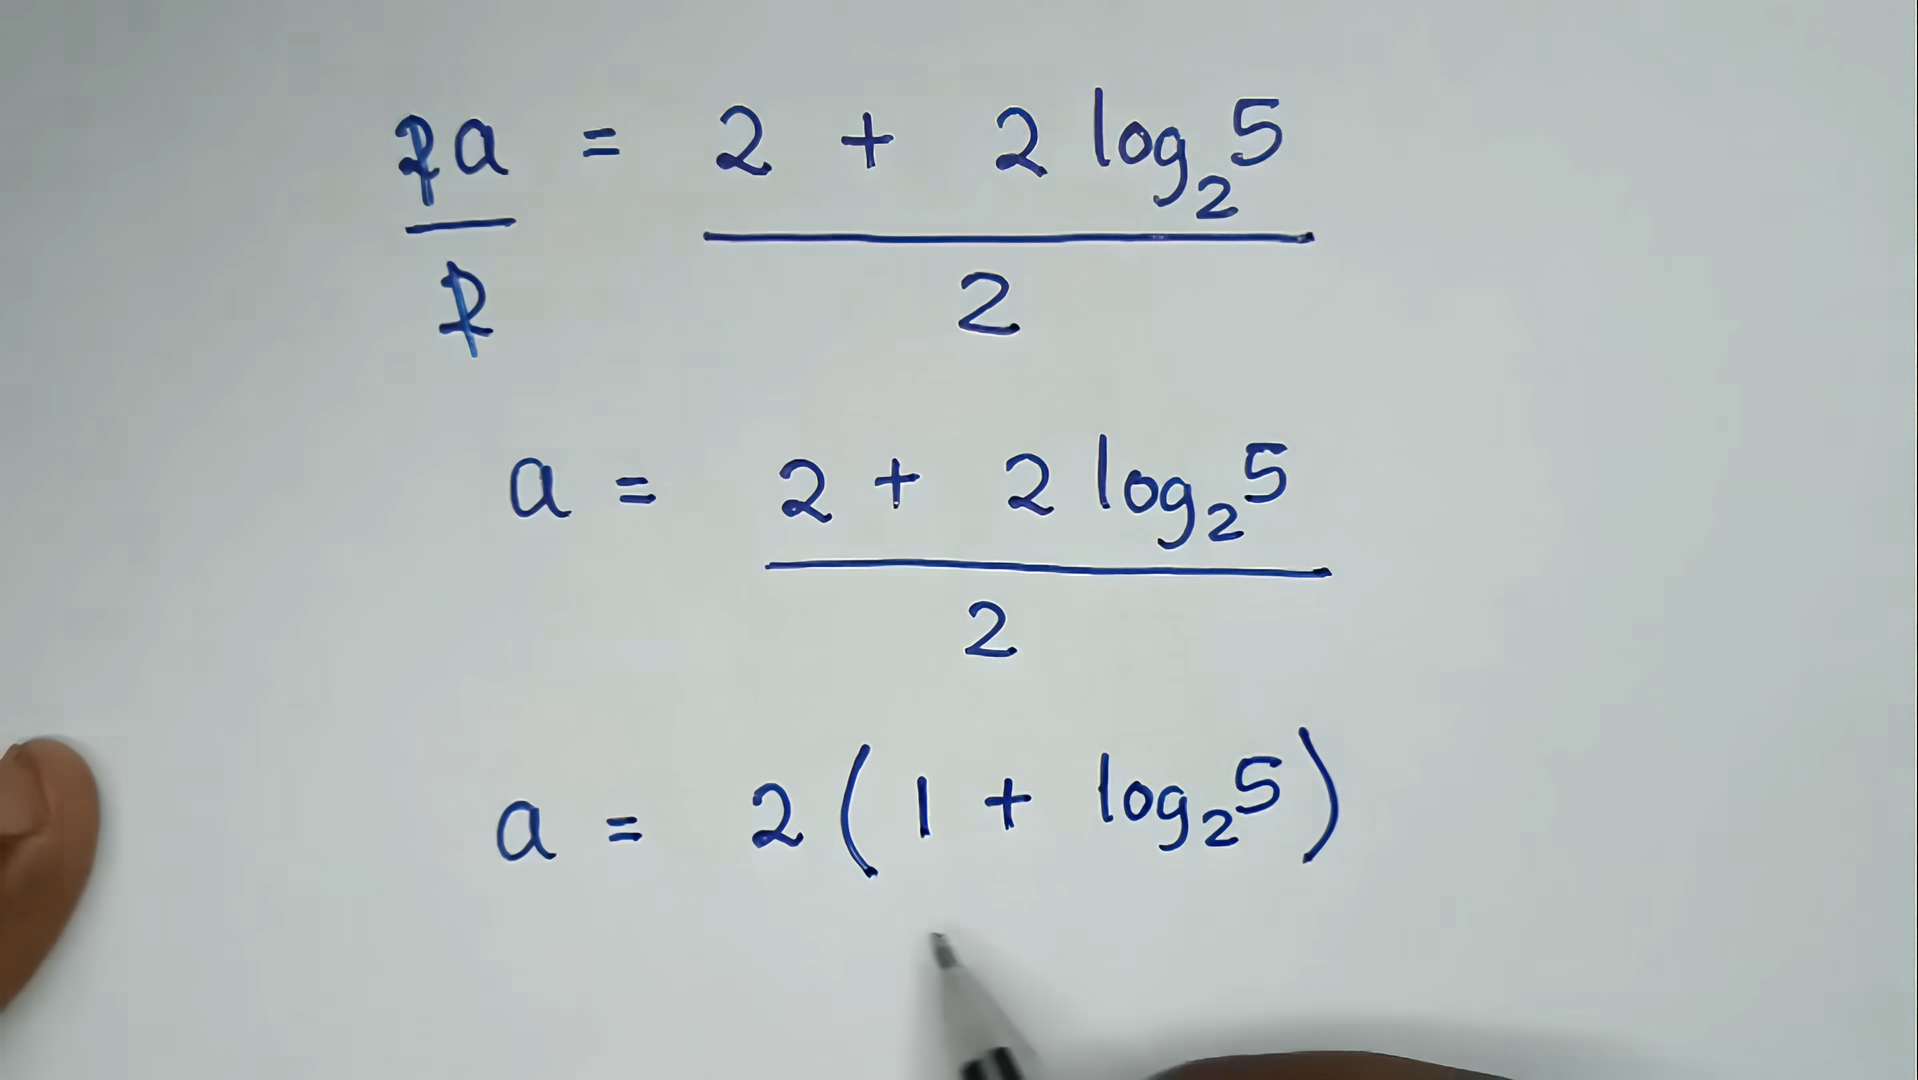 2a = 2 + 2 log₂5
2 2
a = 2 + 2 log₂5
2
a = 2(1 + log₂5)